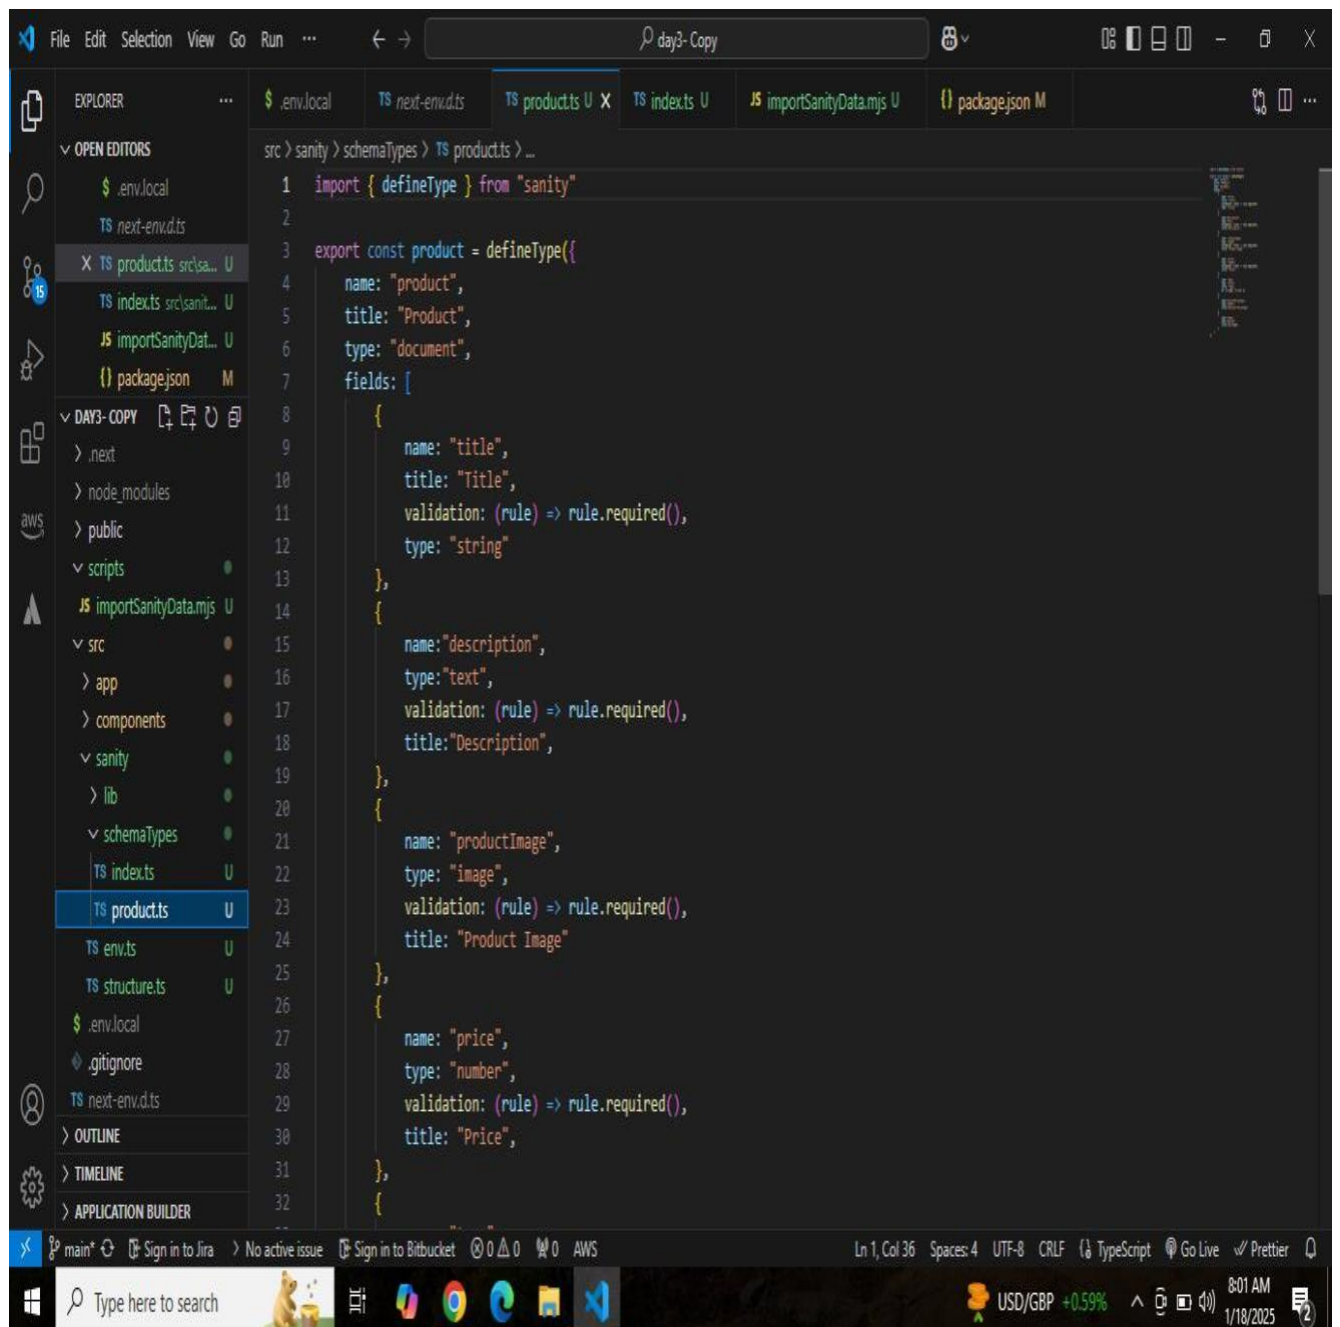 File Edit Selection View Go Run ··· day3- Copy
EXPLORER ···
$ .env.local TS next-env.d.ts TS product.ts U X TS index.ts U JS importSanityData.mjs U {} package.json M ···
OPEN EDITORS
$ .env.local
TS next-env.d.ts
X TS product.ts src\sa... U
TS index.ts src\sanit... U
JS importSanityDat... U
{} package.json M
15
aws
DAY3- COPY
> .next
> node_modules
> public
scripts
JS importSanityData.mjs U
src
> app
> components
sanity
> lib
schemaTypes
TS index.ts U
TS product.ts U
TS env.ts U
TS structure.ts U
$ .env.local
.gitignore
TS next-env.d.ts
> OUTLINE
> TIMELINE
> APPLICATION BUILDER
src > sanity > schemaTypes > TS product.ts > ...
1 import { defineType } from "sanity"
2
3 export const product = defineType({
4 name: "product",
5 title: "Product",
6 type: "document",
7 fields: [
8 {
9 name: "title",
10 title: "Title",
11 validation: (rule) => rule.required(),
12 type: "string"
13 },
14 {
15 name:"description",
16 type:"text",
17 validation: (rule) => rule.required(),
18 title:"Description",
19 },
20 {
21 name: "productImage",
22 type: "image",
23 validation: (rule) => rule.required(),
24 title: "Product Image"
25 },
26 {
27 name: "price",
28 type: "number",
29 validation: (rule) => rule.required(),
30 title: "Price",
31 },
32 {
main* Sign in to Jira > No active issue Sign in to Bitbucket 0 0 0 AWS Ln 1, Col 36 Spaces: 4 UTF-8 CRLF TypeScript Go Live Prettier
Type here to search USD/GBP +0.59% 8:01 AM
1/18/2025 2